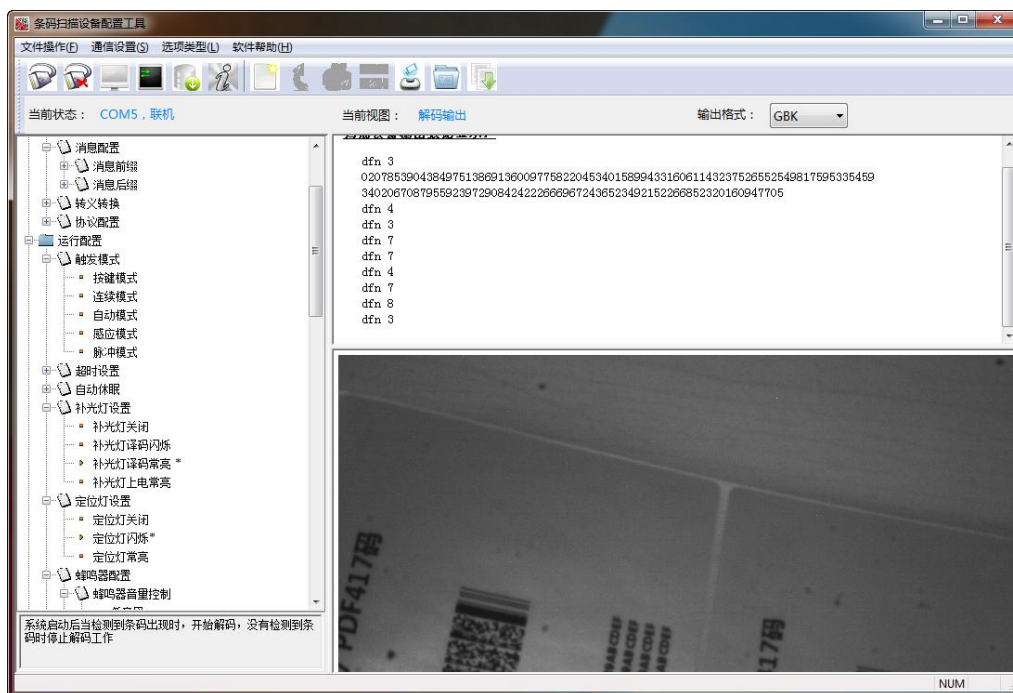 条码扫描设备配置工具
文件操作(F) 通信设置(S) 选项类型(L) 软件帮助(H)
当前状态： COM5，联机 当前视图： 解码输出 输出格式： GBK
消息配置
消息前缀
消息后缀
转义转换
协议配置
运行配置
触发模式
按键模式
连续模式
自动模式
感应模式
脉冲模式
超时设置
自动休眠
补光灯设置
补光灯关闭
补光灯译码闪烁
补光灯译码常亮 *
补光灯上电常亮
定位灯设置
定位灯关闭
定位灯闪烁*
定位灯常亮
蜂鸣器配置
蜂鸣器音量控制
系统启动后当检测到条码出现时，开始解码，没有检测到条
码时停止解码工作
dfn 3
020785390438497513869136009775822045340158994331606114323752655254981759533545​9
34020670879559239729084242226669672436523492152266852320160947705
dfn 4
dfn 3
dfn 7
dfn 7
dfn 4
dfn 7
dfn 8
dfn 3
PDF417码
ABCDEF
ABCDEF
ABCDEF
ABCDEF
17码
NUM